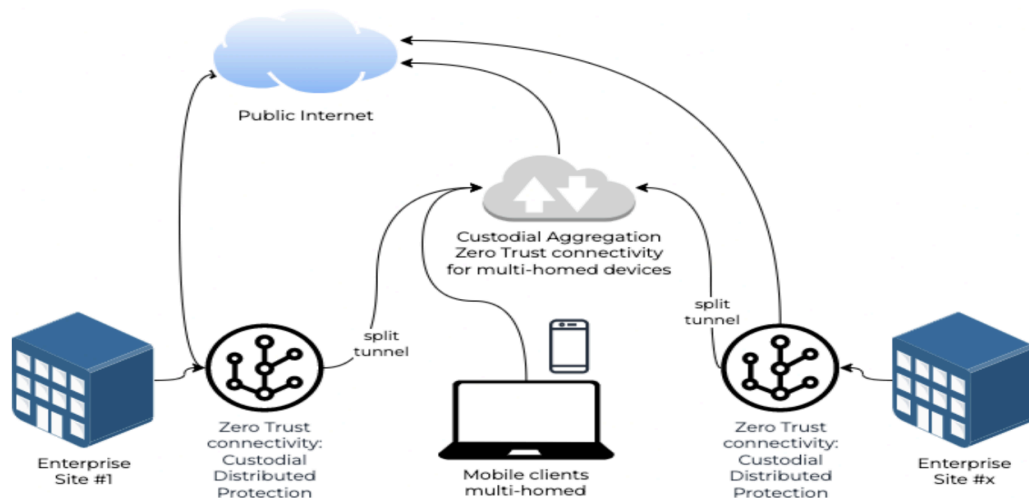 Public Internet
Custodial Aggregation
Zero Trust connectivity
for multi-homed devices
split
tunnel
split
tunnel
Enterprise
Site #1
Zero Trust
connectivity:
Custodial
Distributed
Protection
Mobile clients
multi-homed
Zero Trust
connectivity:
Custodial
Distributed
Protection
Enterprise
Site #x